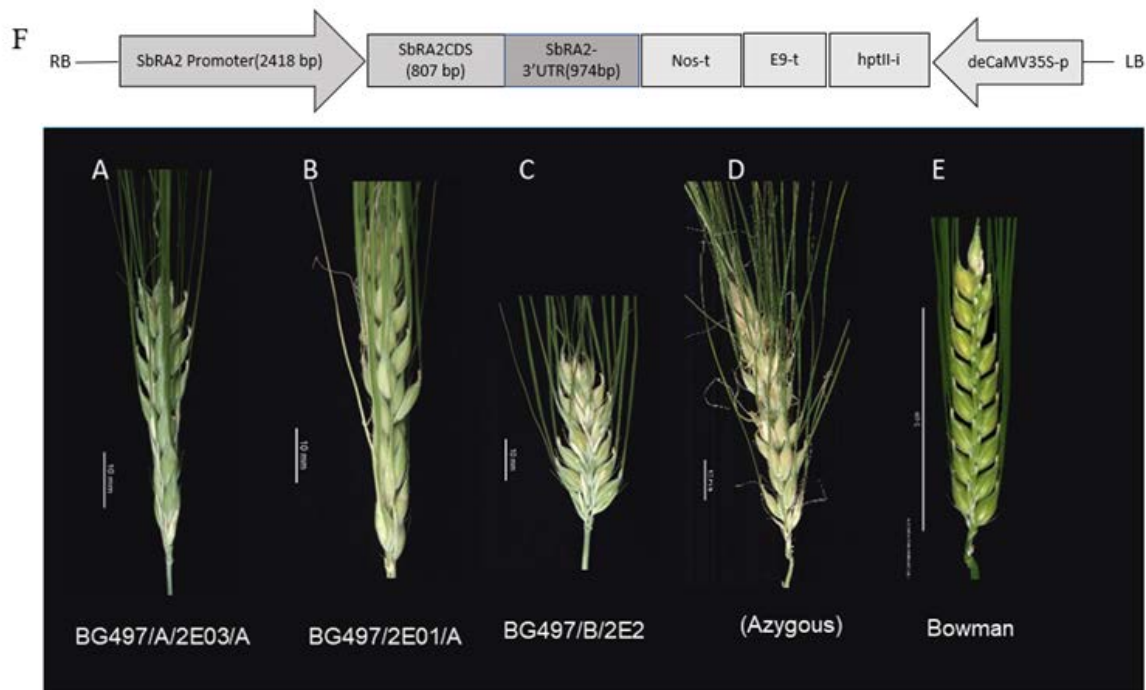 F
RB
SbRA2 Promoter(2418 bp)
SbRA2CDS
(807 bp)
SbRA2-
3'UTR(974bp)
Nos-t
E9-t
hptII-i
deCaMV35S-p
LB
A
B
C
D
E
10 mm
10 mm
10 mm
BG497/A/2E03/A
BG497/2E01/A
BG497/B/2E2
(Azygous)
Bowman